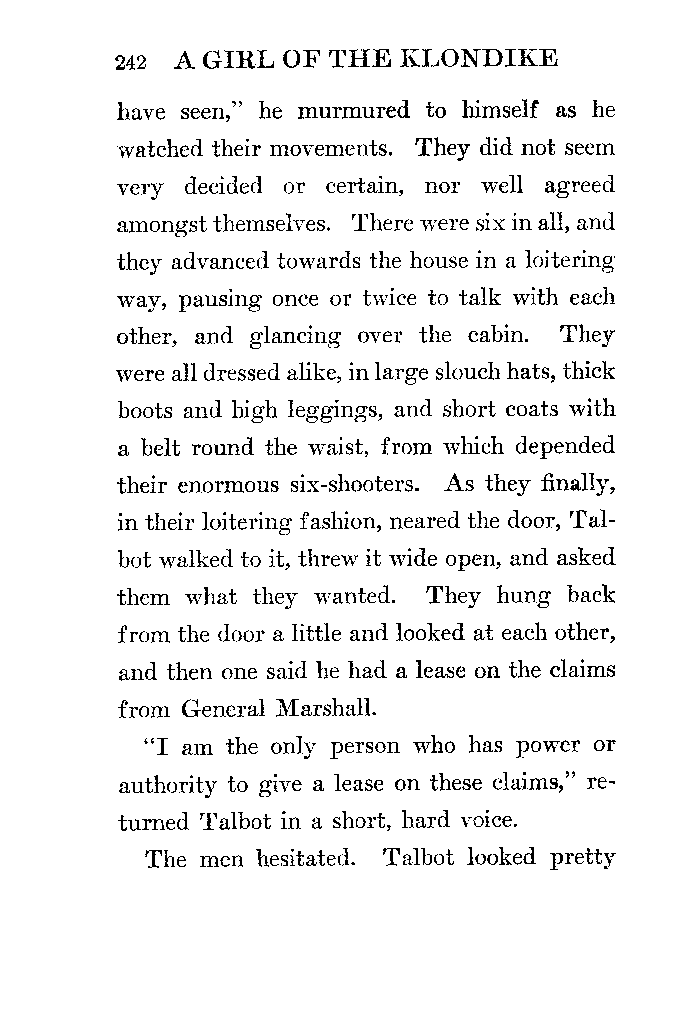 242 A GIRL OF THE KLONDIKE
have seen,” he murmured to himself as he
watched their movements. They did not seem
very decided or certain, nor well agreed
amongst themselves. There were six in all, and
they advanced towards the house in a loitering
way, pausing once or twice to talk with each
other, and glancing over the cabin. They
were all dressed alike, in large slouch hats, thick
boots and high leggings, and short coats with
a belt round the waist, from which depended
their enormous six-shooters. As they finally,
in their loitering fashion, neared the door, Tal-
bot walked to it, threw it wide open, and asked
them what they wanted. They hung back
from the door a little and looked at each other,
and then one said he had a lease on the claims
from General Marshall.
“I am the only person who has power or
authority to give a lease on these claims,” re-
turned Talbot in a short, hard voice.
The men hesitated. Talbot looked pretty